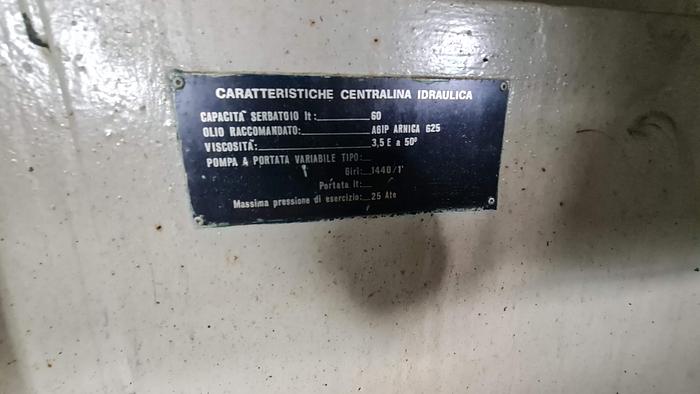 CARATTERISTICHE CENTRALINA IDRAULICA
CAPACITÀ SERBATOIO lt: 60
OLIO RACCOMANDATO: AGIP ARNICA 625
VISCOSITÀ: 3,5 E a 50°
POMPA A PORTATA VARIABILE TIPO:
Giri: 1440/1'
Portata lt:
Massima pressione di esercizio: 25 Ate